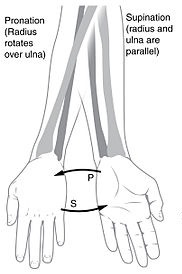 Pronation
(Radius
rotates
over ulna)
Supination
(radius and
ulna are
parallel)
P
S